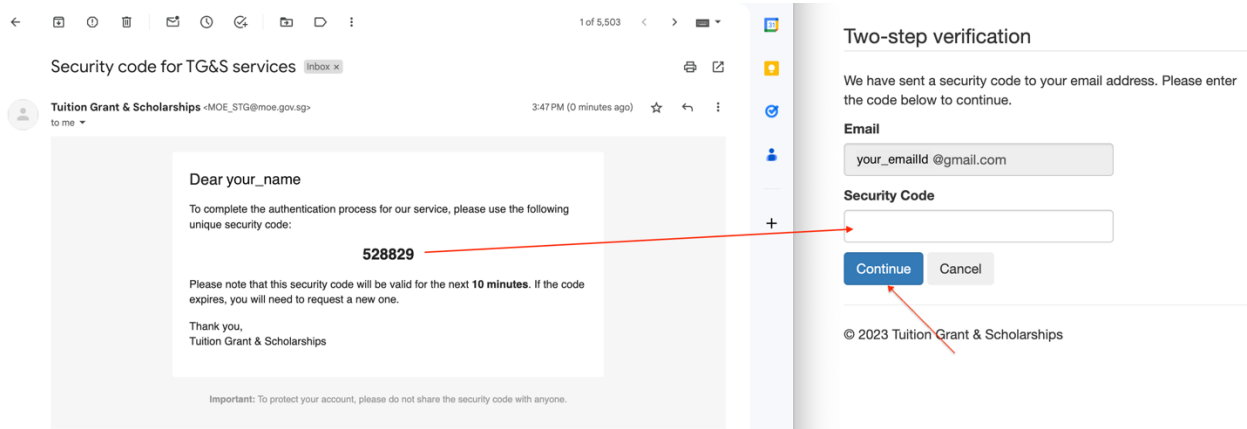 1 of 5,503
Security code for TG&S services Inbox x
Tuition Grant & Scholarships <MOE_STG@moe.gov.sg>
3:47 PM (0 minutes ago)
to me
Dear your_name
To complete the authentication process for our service, please use the following
unique security code:
528829
Please note that this security code will be valid for the next 10 minutes. If the code
expires, you will need to request a new one.
Thank you,
Tuition Grant & Scholarships
Important: To protect your account, please do not share the security code with anyone.
31
Two-step verification
We have sent a security code to your email address. Please enter
the code below to continue.
Email
your_emailId @gmail.com
Security Code
Continue
Cancel
© 2023 Tuition Grant & Scholarships